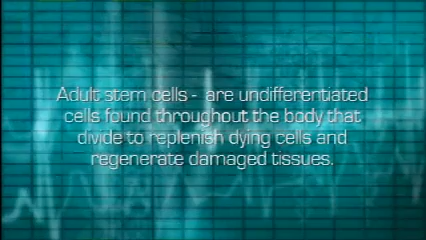 Adult stem cells - are undifferentiated
cells found throughout the body that
divide to replenish dying cells and
regenerate damaged tissues.